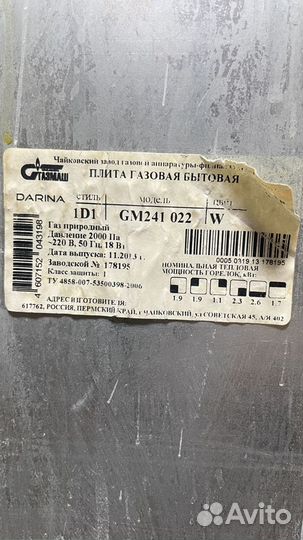 Чайковский завод газовой аппаратуры-филиал
ГАЗМАШ
ПЛИТА ГАЗОВАЯ БЫТОВАЯ
DARINA
СТИЛЬ МОДЕЛЬ ЦВЕТ
1D1 GM241 022 W
Газ природный
Давление 2000 Па
~220 В, 50 Гц, 18 Вт
Дата выпуска: 11.2013 г.
Заводской № 178195
Класс защиты: 1
ТУ 4858-007-53500398-2006
4 607152 043198
0005 0319 13 178195
НОМИНАЛЬНАЯ ТЕПЛОВАЯ
МОЩНОСТЬ ГОРЕЛОК, кВт:
1.9 1.9 1.1 2.3 2.6 1.7
АДРЕС ИЗГОТОВИТЕЛЯ:
617762, РОССИЯ, ПЕРМСКИЙ КРАЙ, г.ЧАЙКОВСКИЙ, ул.СОВЕТСКАЯ 45, А/Я 402
Avito